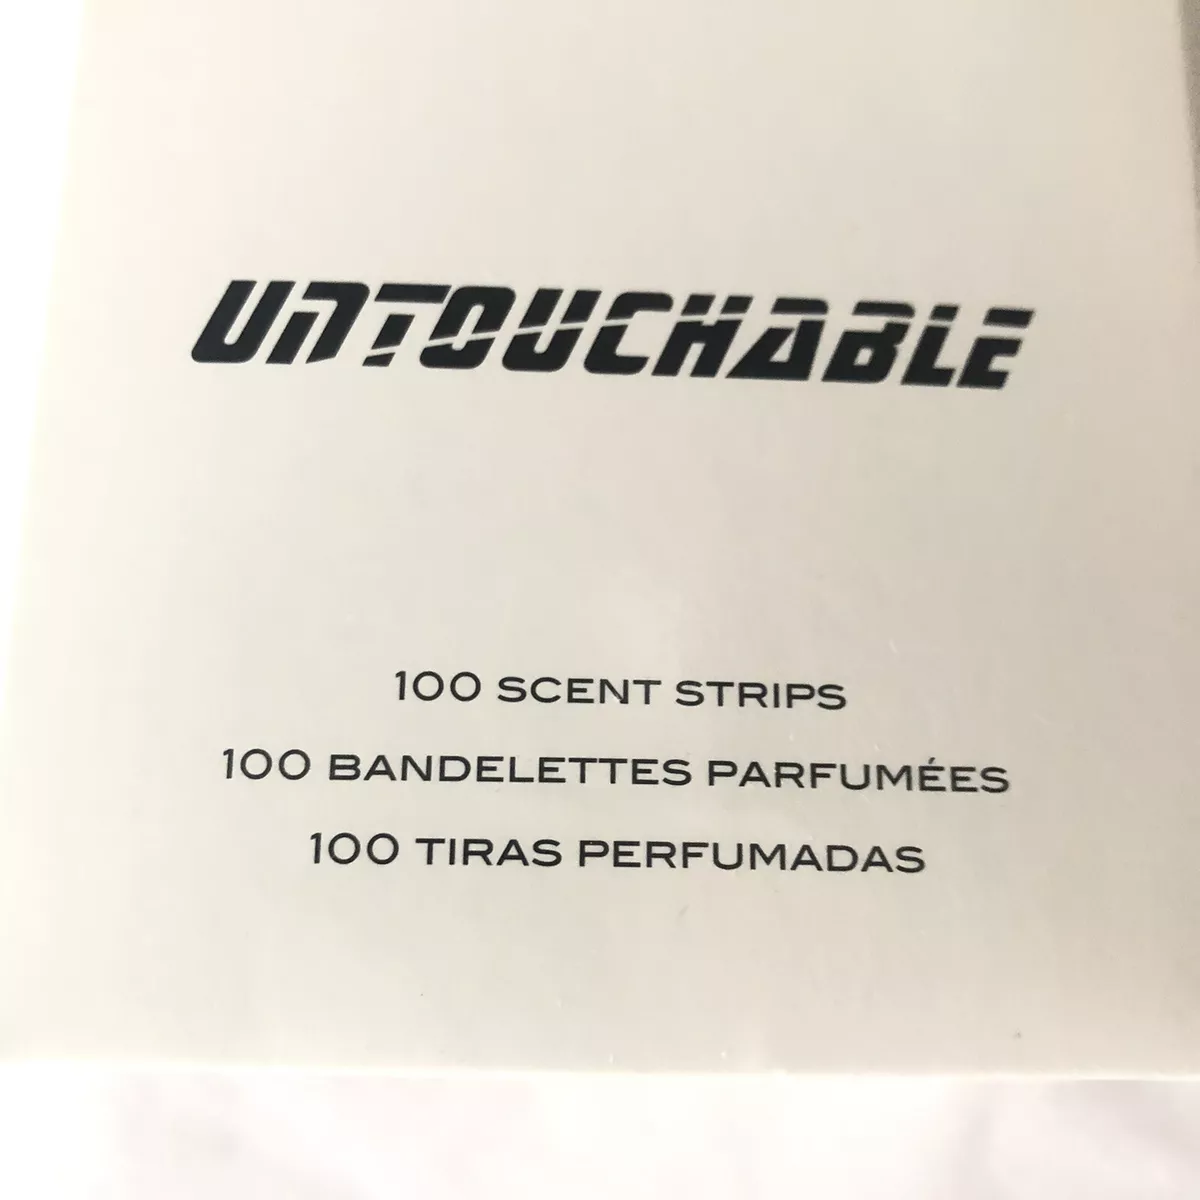 UNTOUCHABLE
100 SCENT STRIPS
100 BANDELETTES PARFUMÉES
100 TIRAS PERFUMADAS